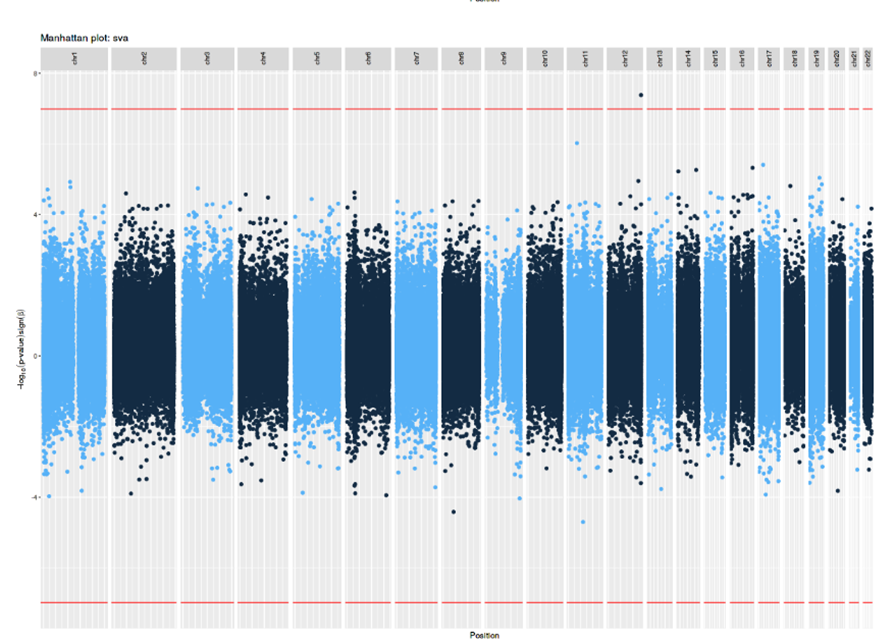 Position
Manhattan plot: sva
chr1 chr2 chr3 chr4 chr5 chr6 chr7 chr8 chr9 chr10 chr11 chr12 chr13 chr14 chr15 chr16 chr17 chr18 chr19 chr20 chr21 chr22
8
4
0
-4
-log₁₀(p-value)sign(β)
Position